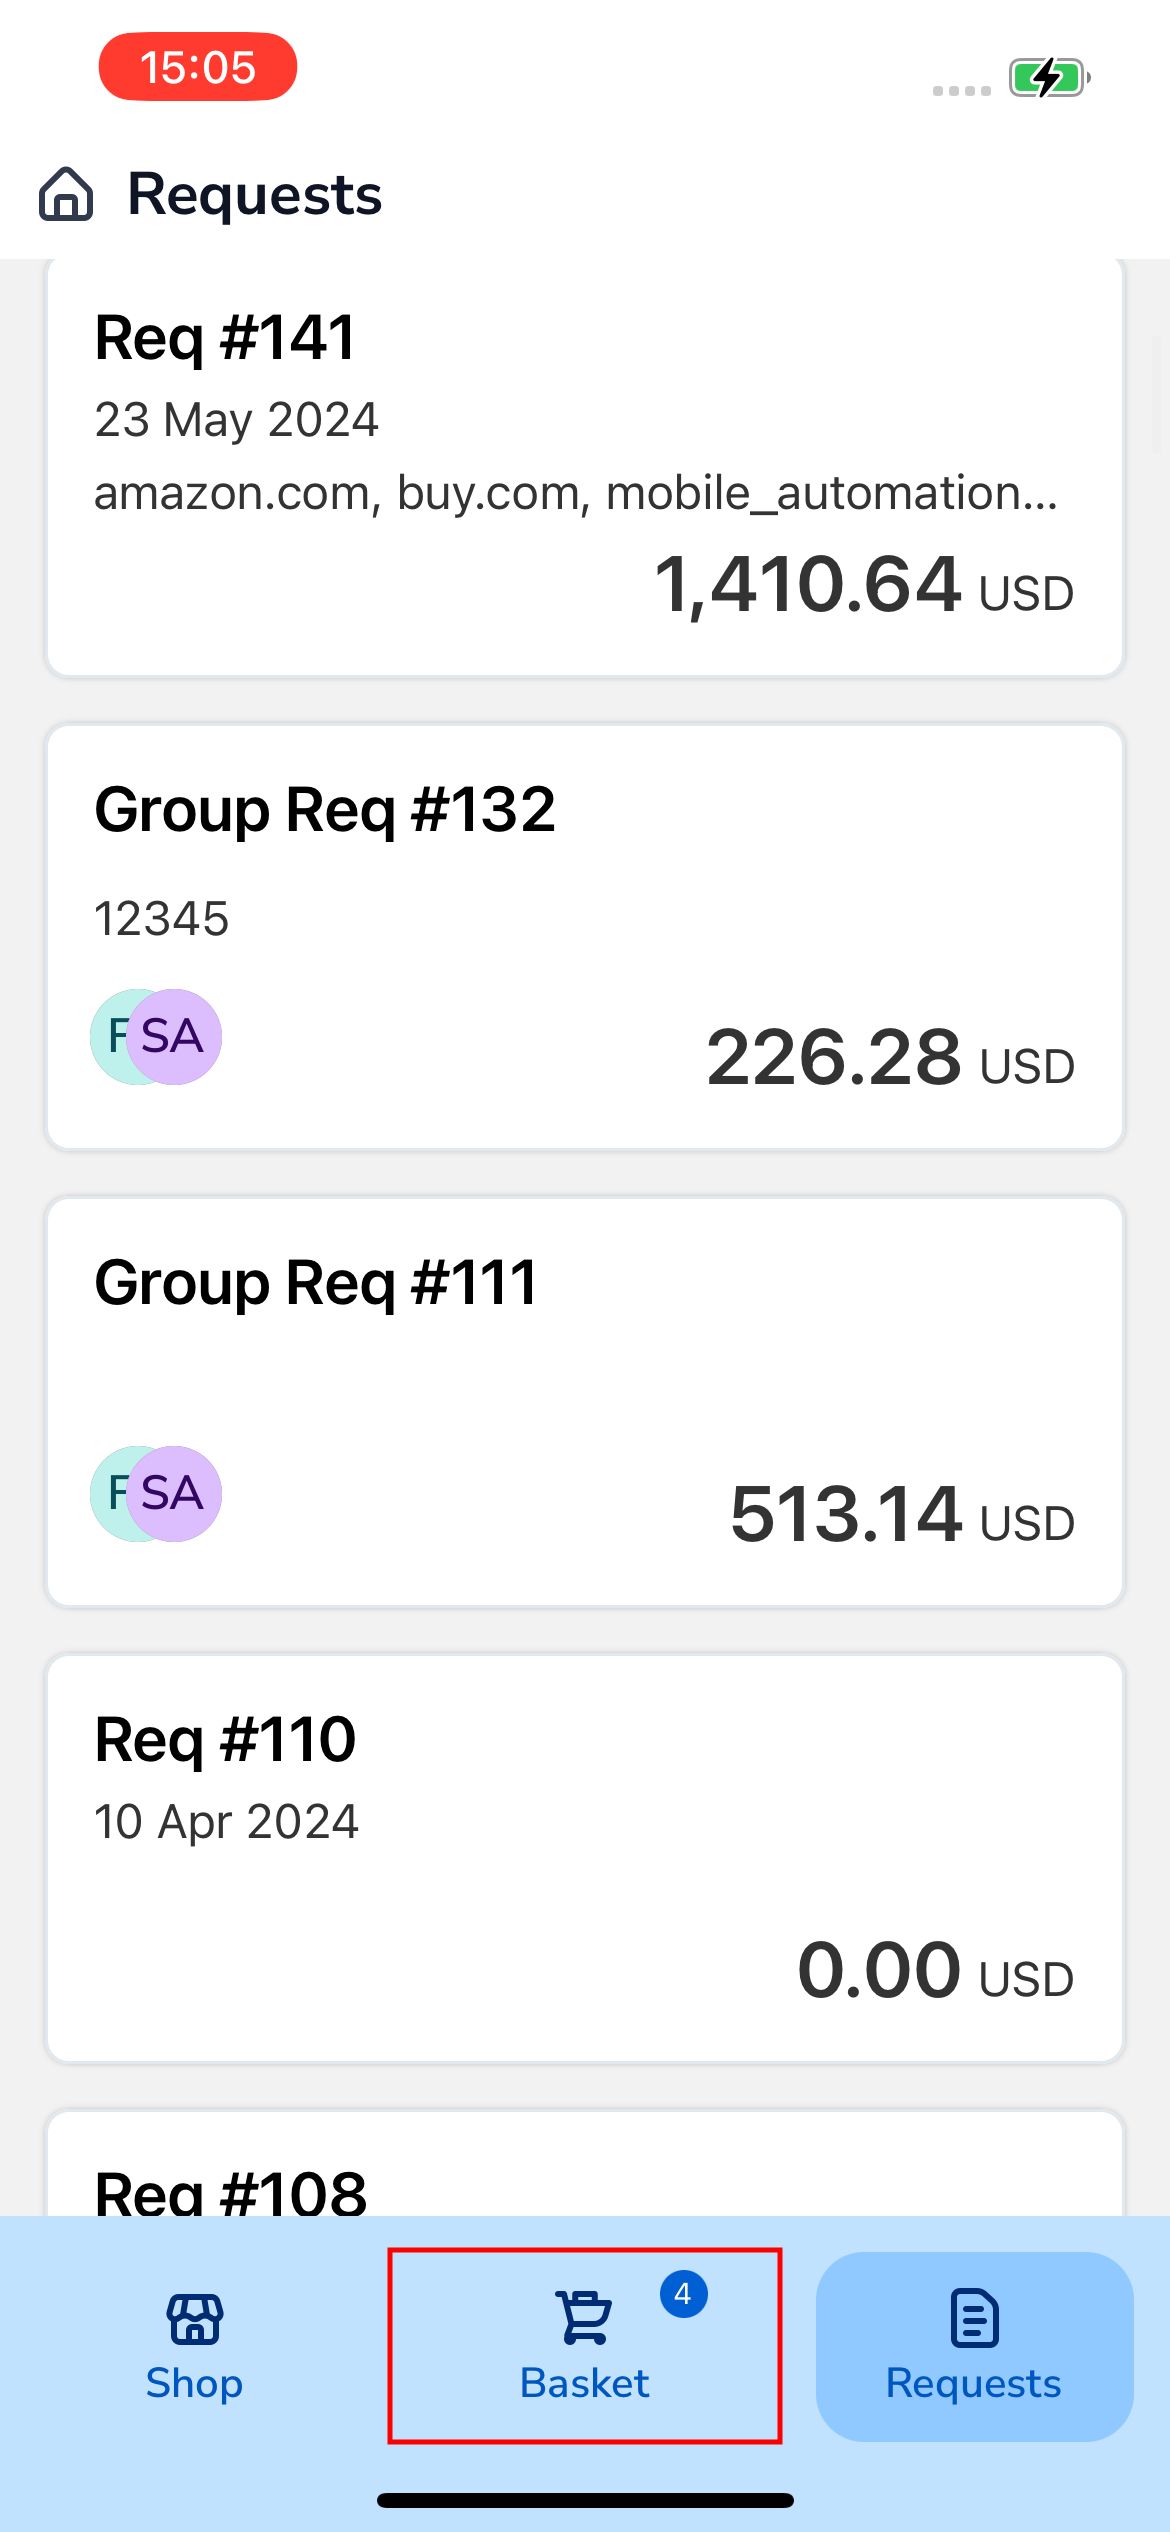 15:05
Requests
Req #141
23 May 2024
amazon.com, buy.com, mobile_automation...
1,410.64 USD
Group Req #132
12345
F SA
226.28 USD
Group Req #111
F SA
513.14 USD
Req #110
10 Apr 2024
0.00 USD
Req #108
4
Shop
Basket
Requests